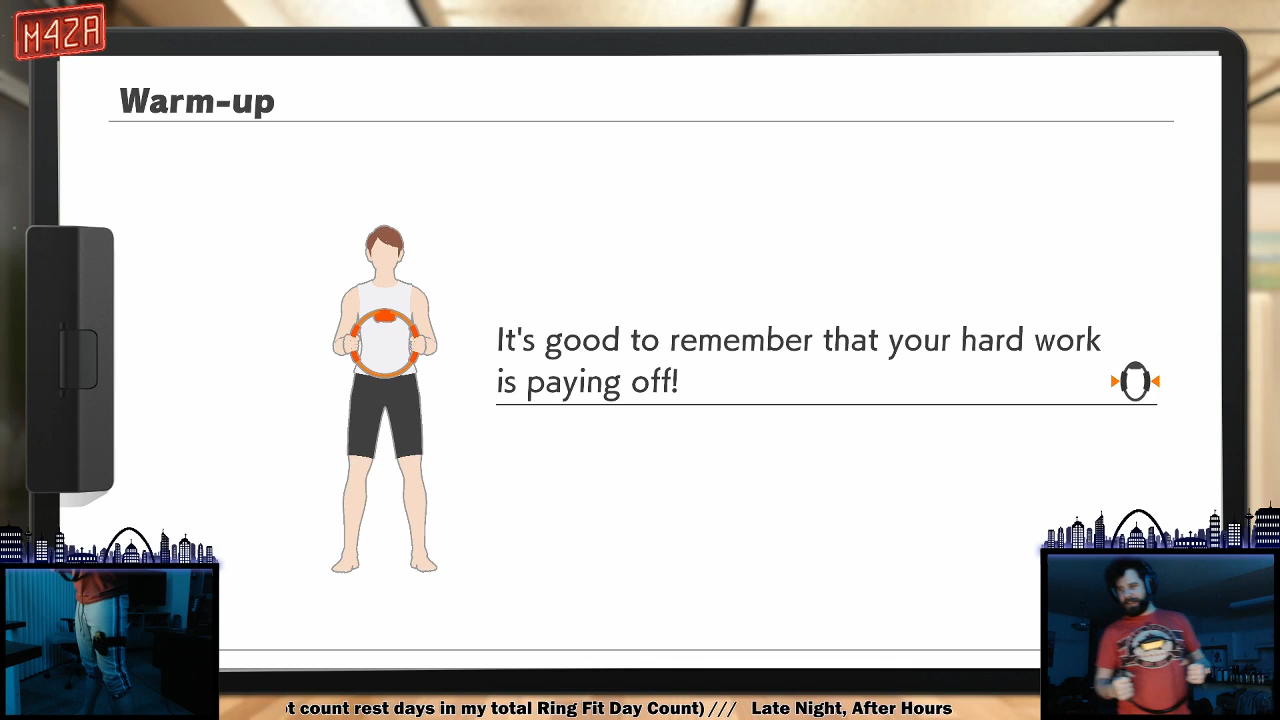 M4ZA
Warm-up
It's good to remember that your hard work
is paying off!
t count rest days in my total Ring Fit Day Count) /// Late Night, After Hours